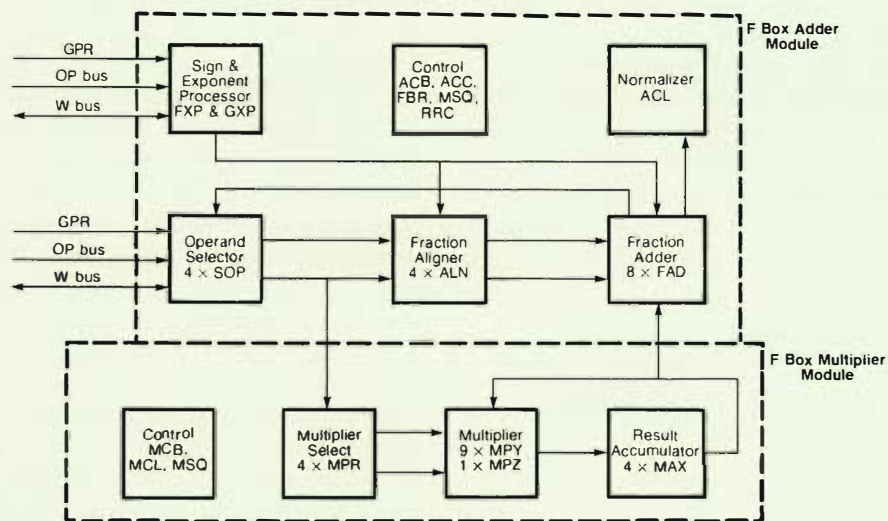 F Box Adder
Module
GPR
OP bus
W bus
Sign &
Exponent
Processor
FXP & GXP
Control
ACB, ACC,
FBR, MSQ,
RRC
Normalizer
ACL
GPR
OP bus
W bus
Operand
Selector
4 × SOP
Fraction
Aligner
4 × ALN
Fraction
Adder
8 × FAD
F Box Multiplier
Module
Control
MCB,
MCL, MSQ
Multiplier
Select
4 × MPR
Multiplier
9 × MPY
1 × MPZ
Result
Accumulator
4 × MAX